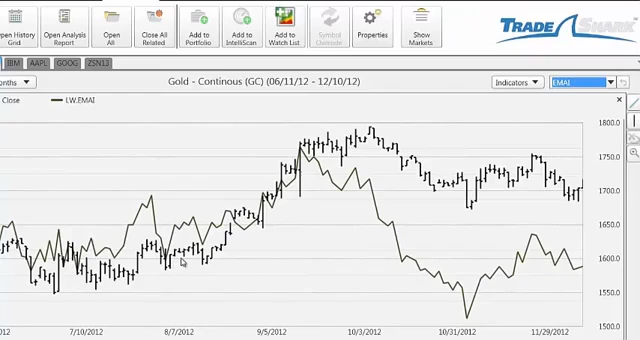 TRADE SHARK
Open History Grid
Open Analysis Report
Open All
Close All Related
Add to Portfolio
Add to IntelliScan
Add to Watch List
Symbol Override
Properties
Show Markets
IBM AAPL GOOG ZSN13
onths
Gold - Continous (GC) (06/11/12 - 12/10/12)
Indicators
EMAI
Close
LW.EMAI
1800.0
1750.0
1700.0
1650.0
1600.0
1550.0
1500.0
012 7/10/2012 8/7/2012 9/5/2012 10/3/2012 10/31/2012 11/29/2012